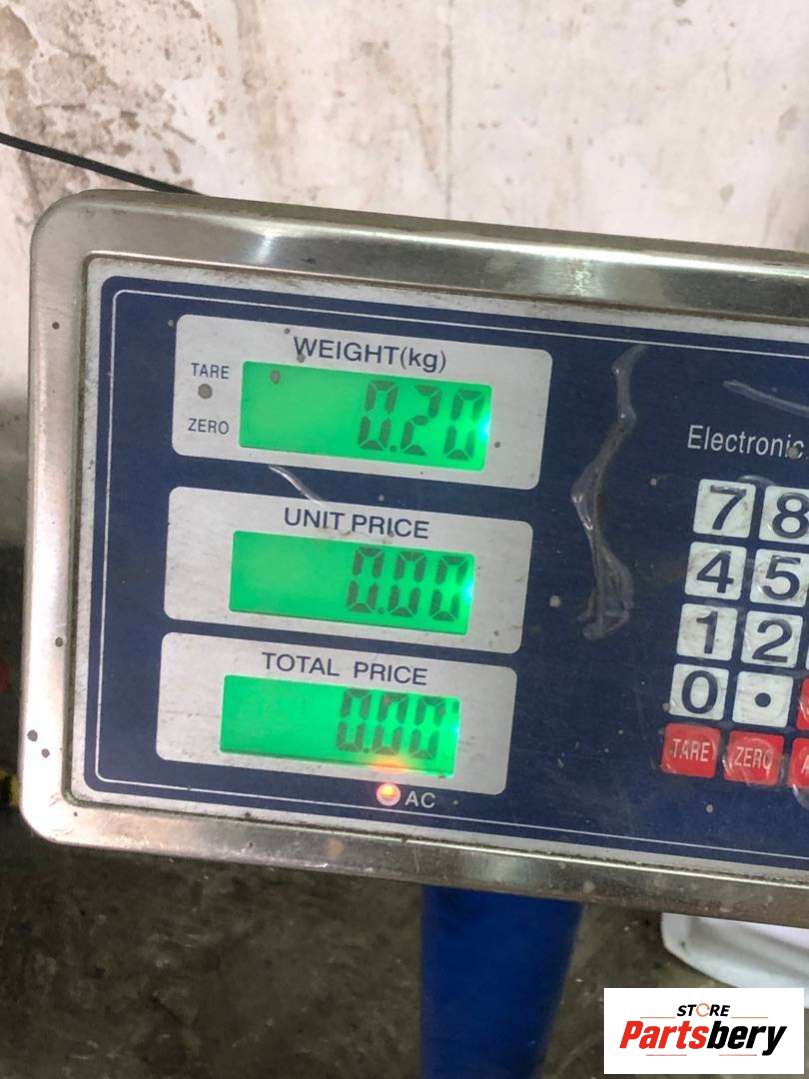 WEIGHT(kg)
TARE
0.20
ZERO
Electronic
UNIT PRICE
0.00
TOTAL PRICE
0.00
AC
7 8
4 5
1 2
0 .
TARE ZERO
STORE
Partsbery